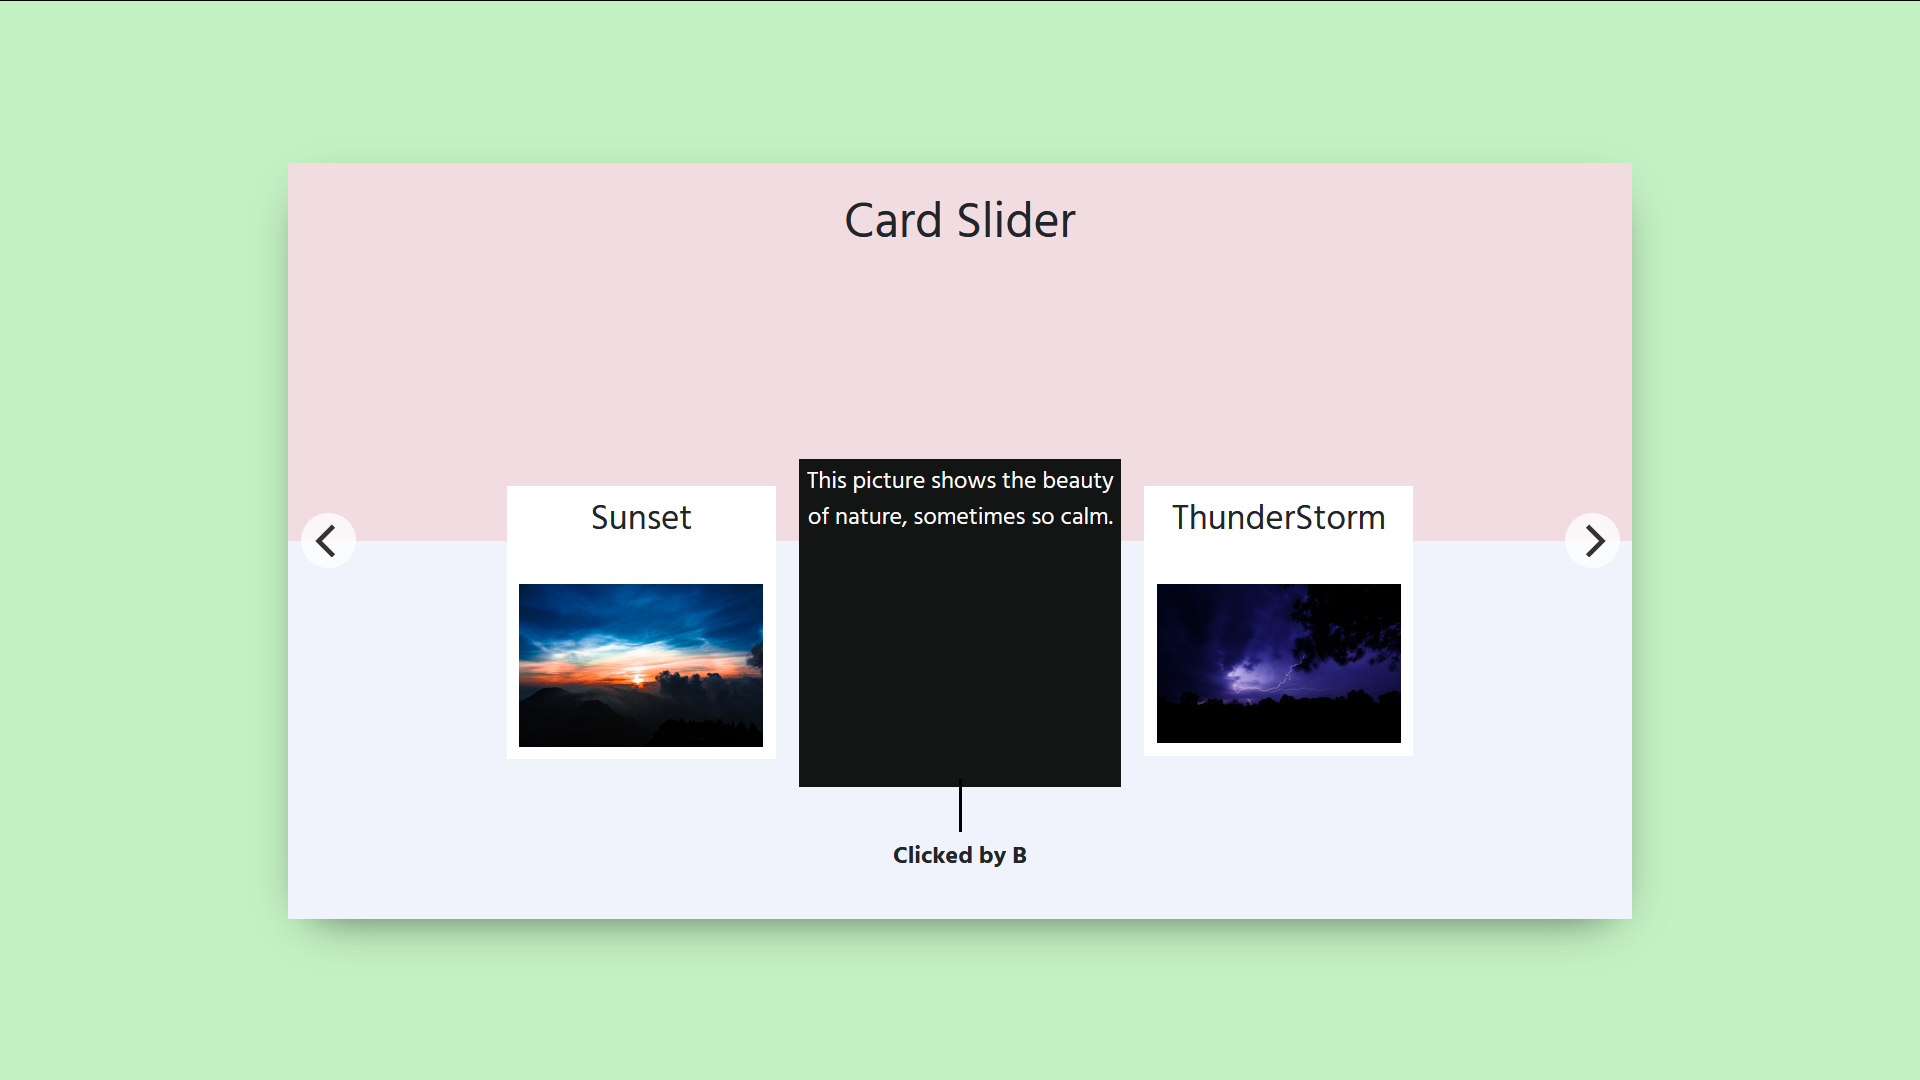 Card Slider
Sunset
This picture shows the beauty
of nature, sometimes so calm.
ThunderStorm
Clicked by B